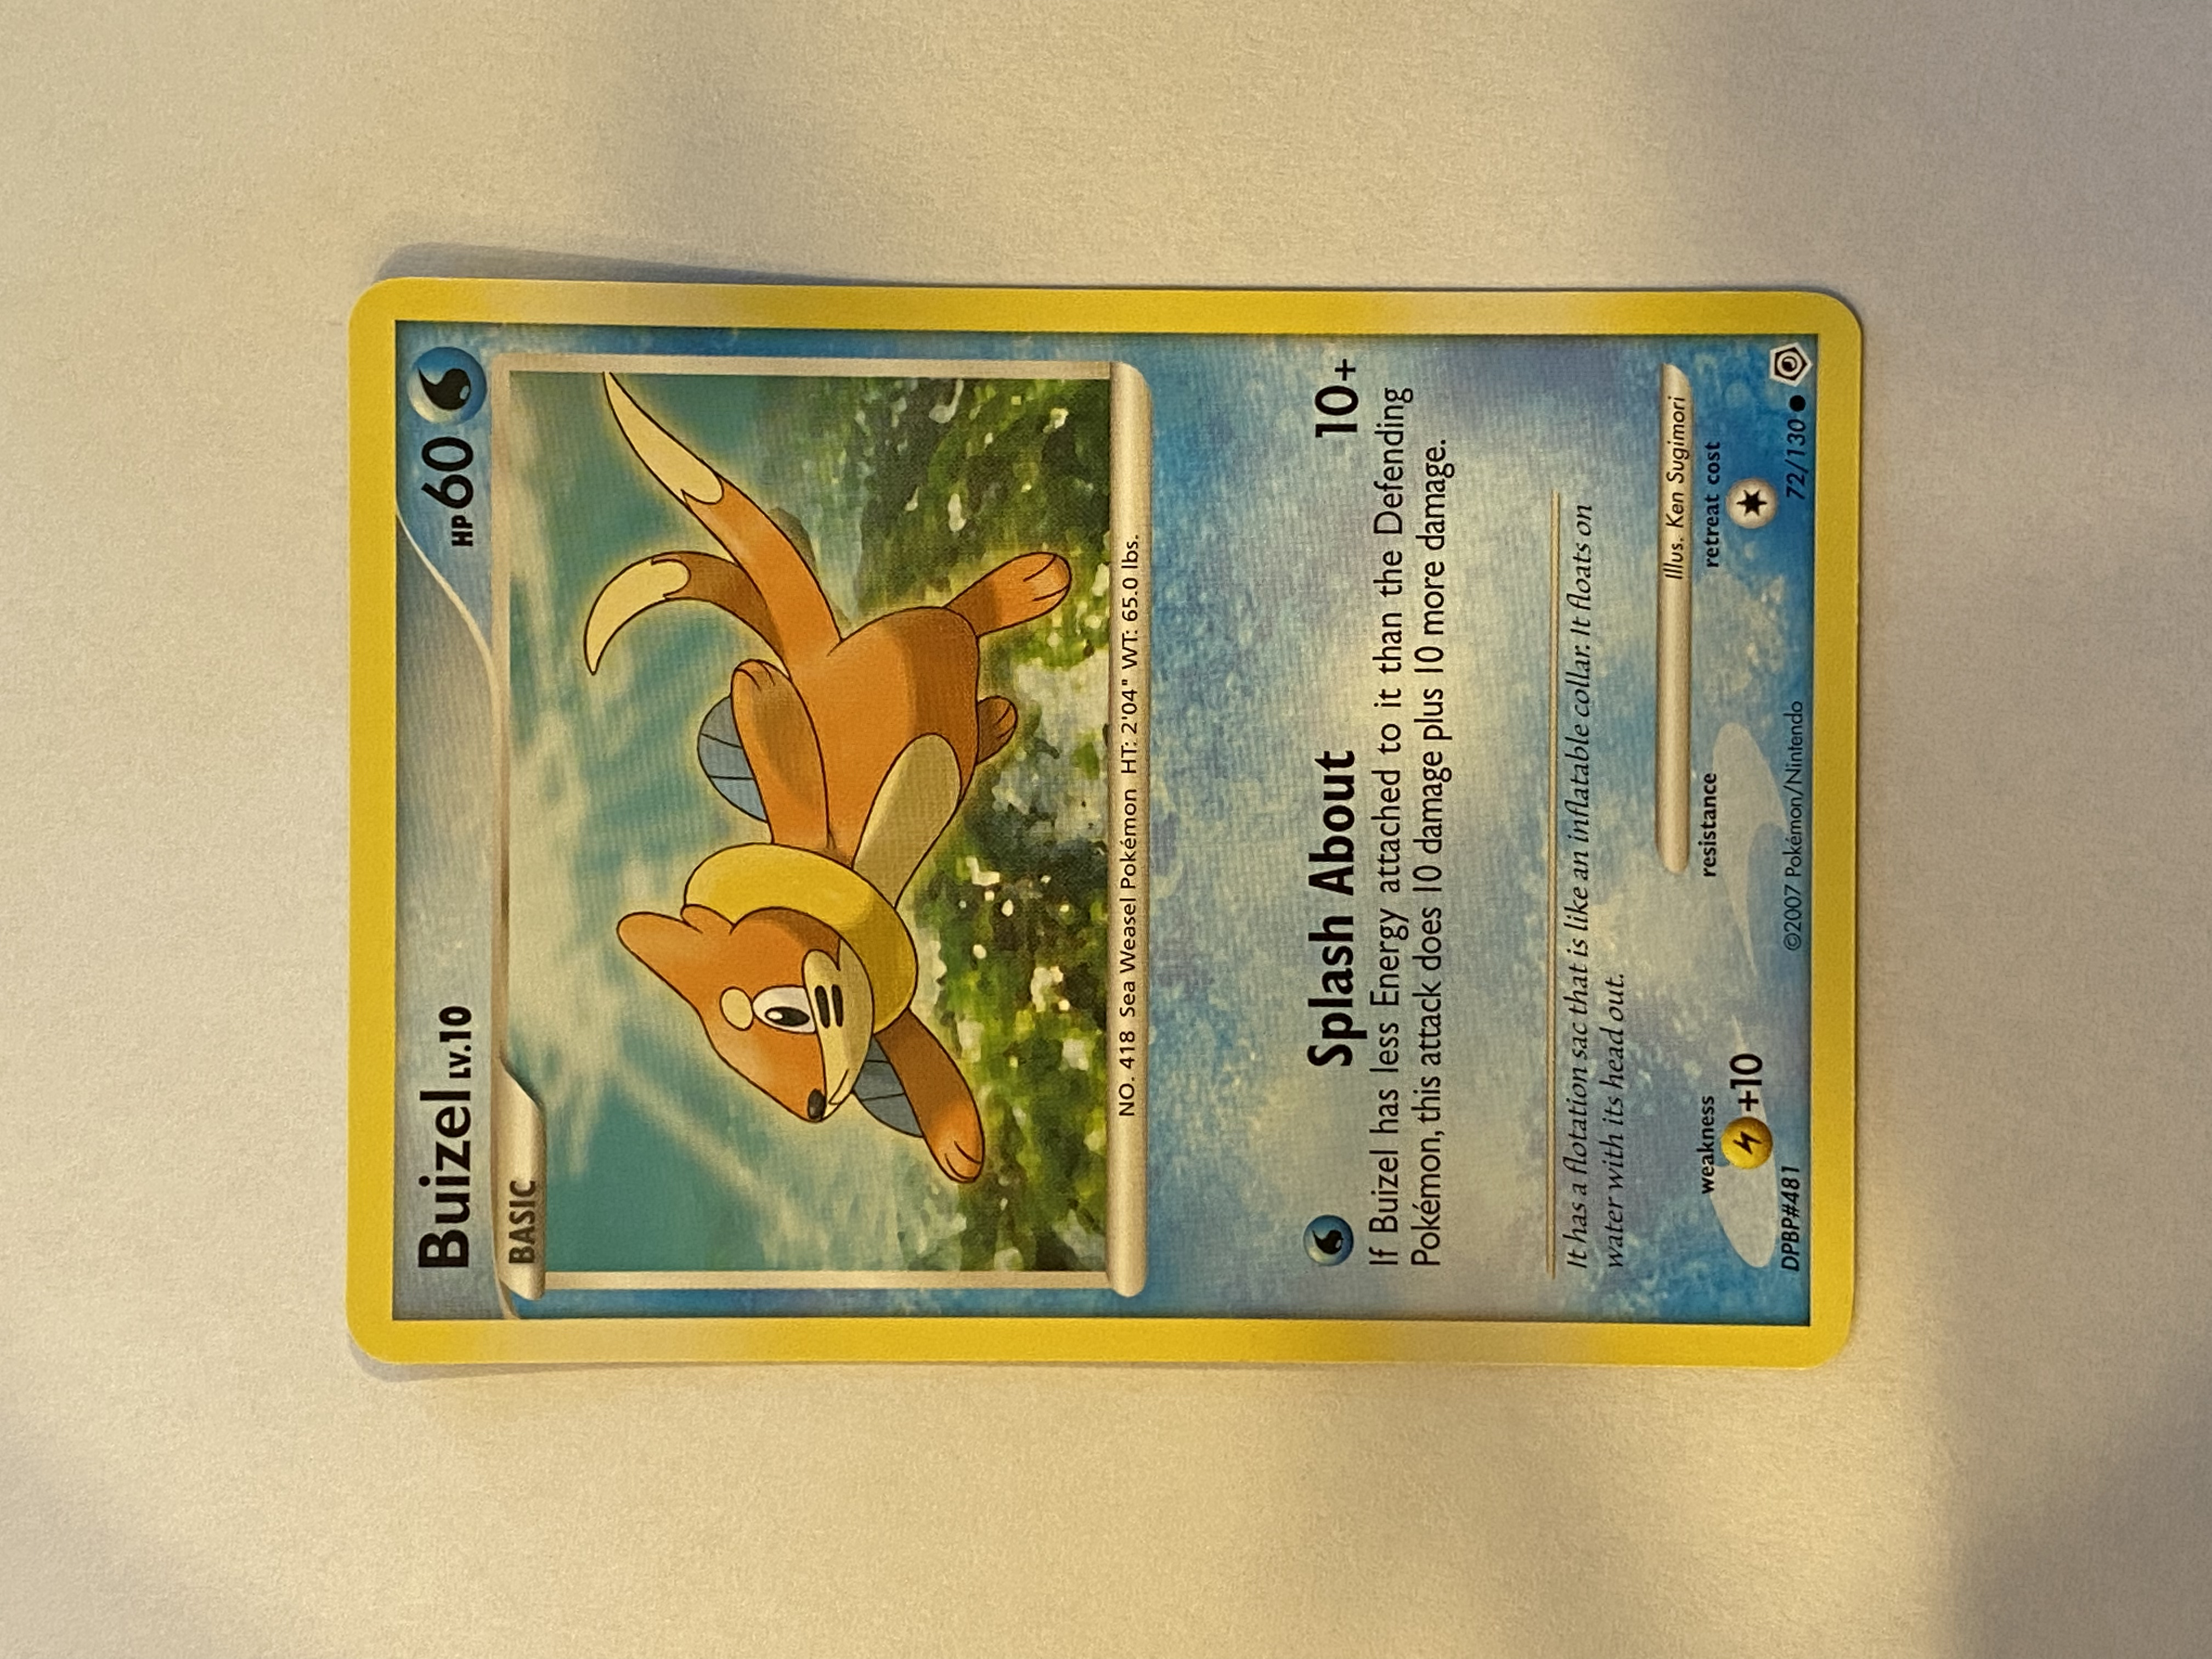 Buizel LV.10 HP 60
BASIC
NO. 418 Sea Weasel Pokémon HT: 2'04" WT: 65.0 lbs.
Splash About 10+
If Buizel has less Energy attached to it than the Defending
Pokémon, this attack does 10 damage plus 10 more damage.
It has a flotation sac that is like an inflatable collar. It floats on
water with its head out.
Illus. Ken Sugimori
weakness resistance retreat cost
+10
DPBP#481 ©2007 Pokémon/Nintendo 72/130